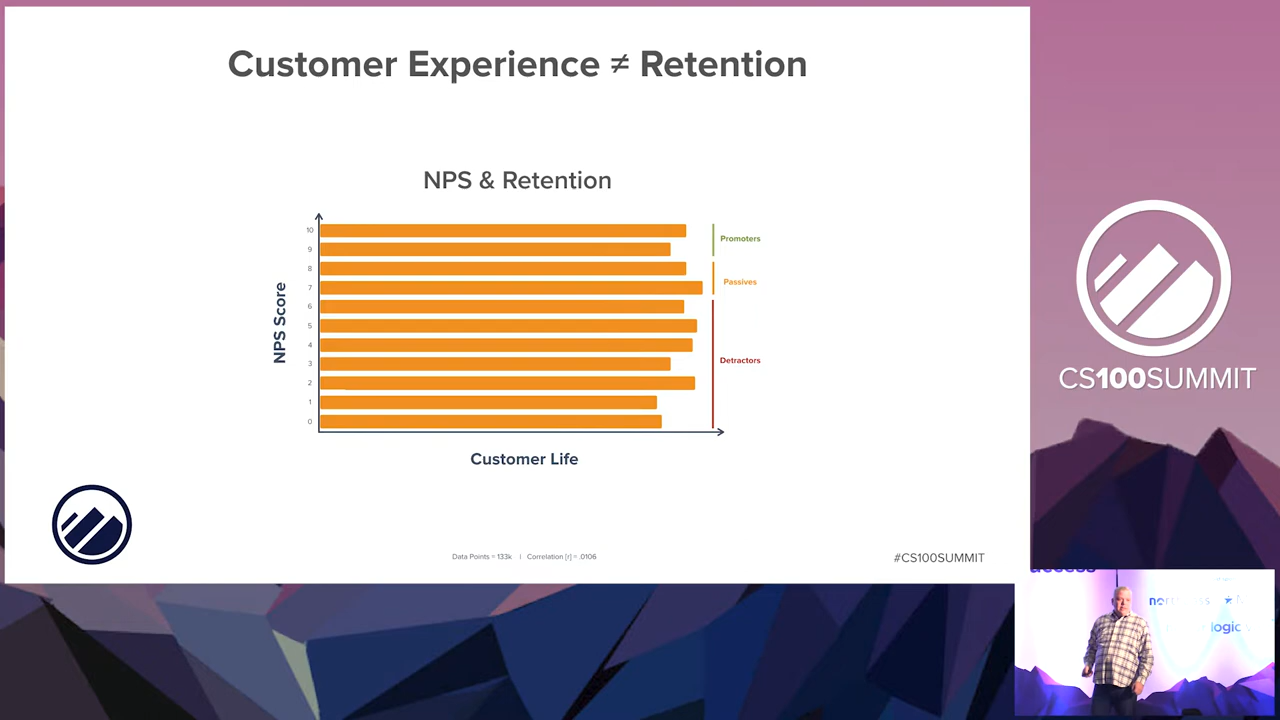 Customer Experience ≠ Retention
NPS & Retention
NPS Score
10
9
8
7
6
5
4
3
2
1
0
Promoters
Passives
Detractors
Customer Life
Data Points = 133k | Correlation [r] = .0106
#CS100SUMMIT
CS100SUMMIT
logic